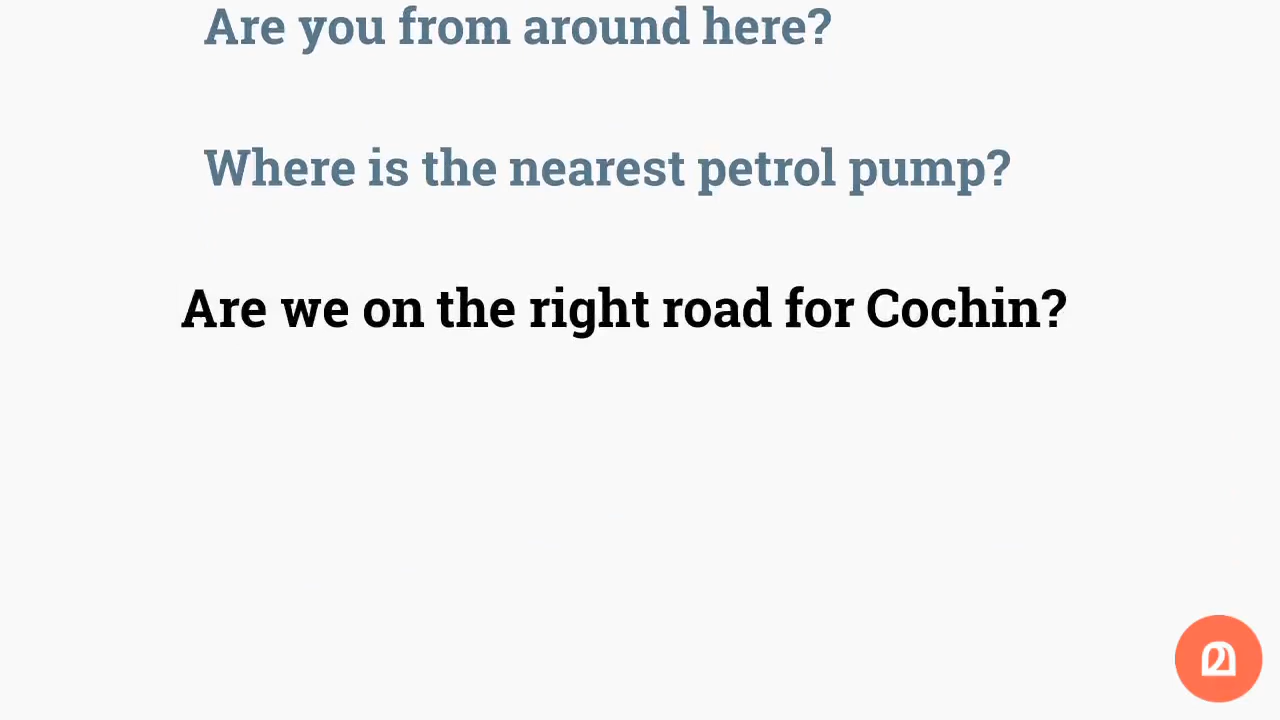 Are you from around here?
Where is the nearest petrol pump?
Are we on the right road for Cochin?
മ